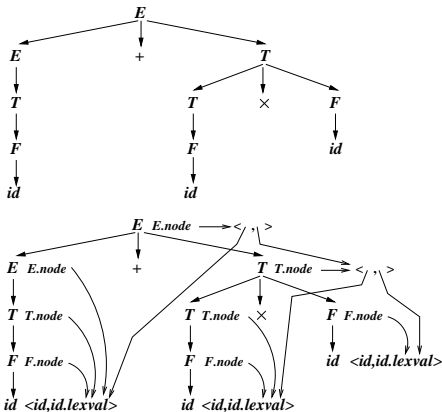 E
E + T
T T × F
F F id
id id
E E.node < , >
E E.node + T T.node < , >
T T.node T T.node × F F.node
F F.node F F.node id <id,id.lexval>
id <id,id.lexval> id <id,id.lexval>